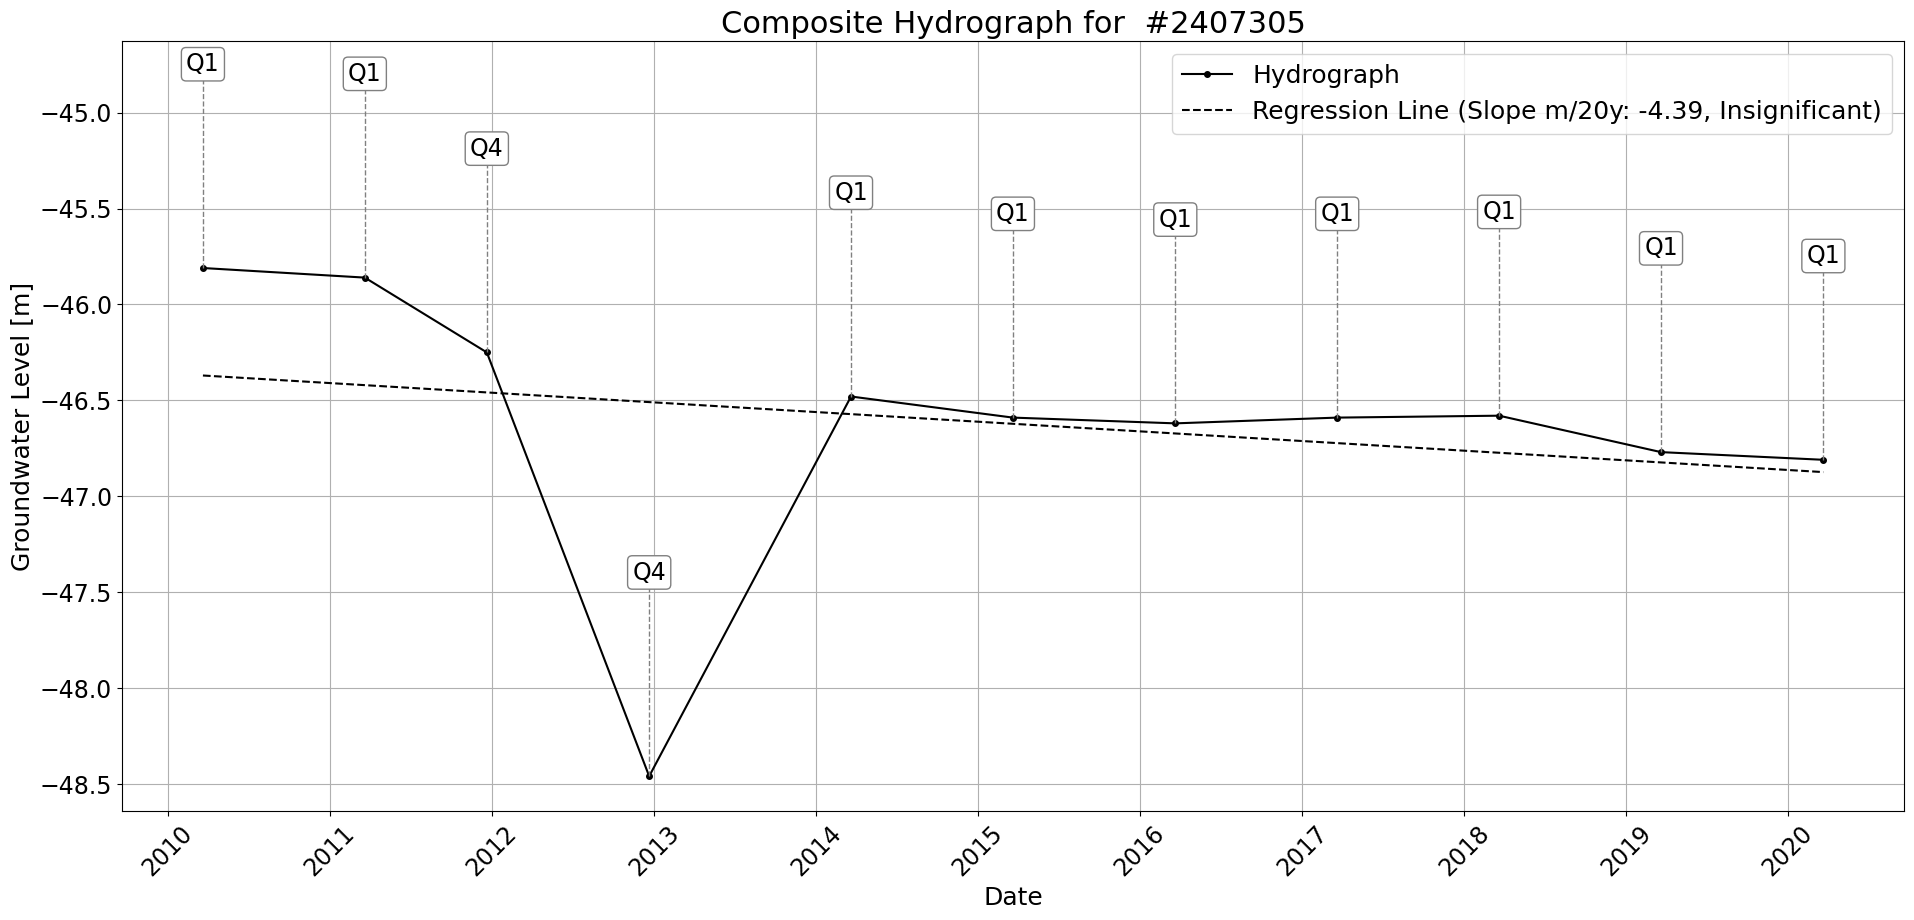 Composite Hydrograph for  #2407305
Hydrograph
Regression Line (Slope m/20y: -4.39, Insignificant)
Q1
Q1
Q4
Q4
Q1
Q1
Q1
Q1
Q1
Q1
Q1
Groundwater Level [m]
−45.0
−45.5
−46.0
−46.5
−47.0
−47.5
−48.0
−48.5
2010
2011
2012
2013
2014
2015
2016
2017
2018
2019
2020
Date